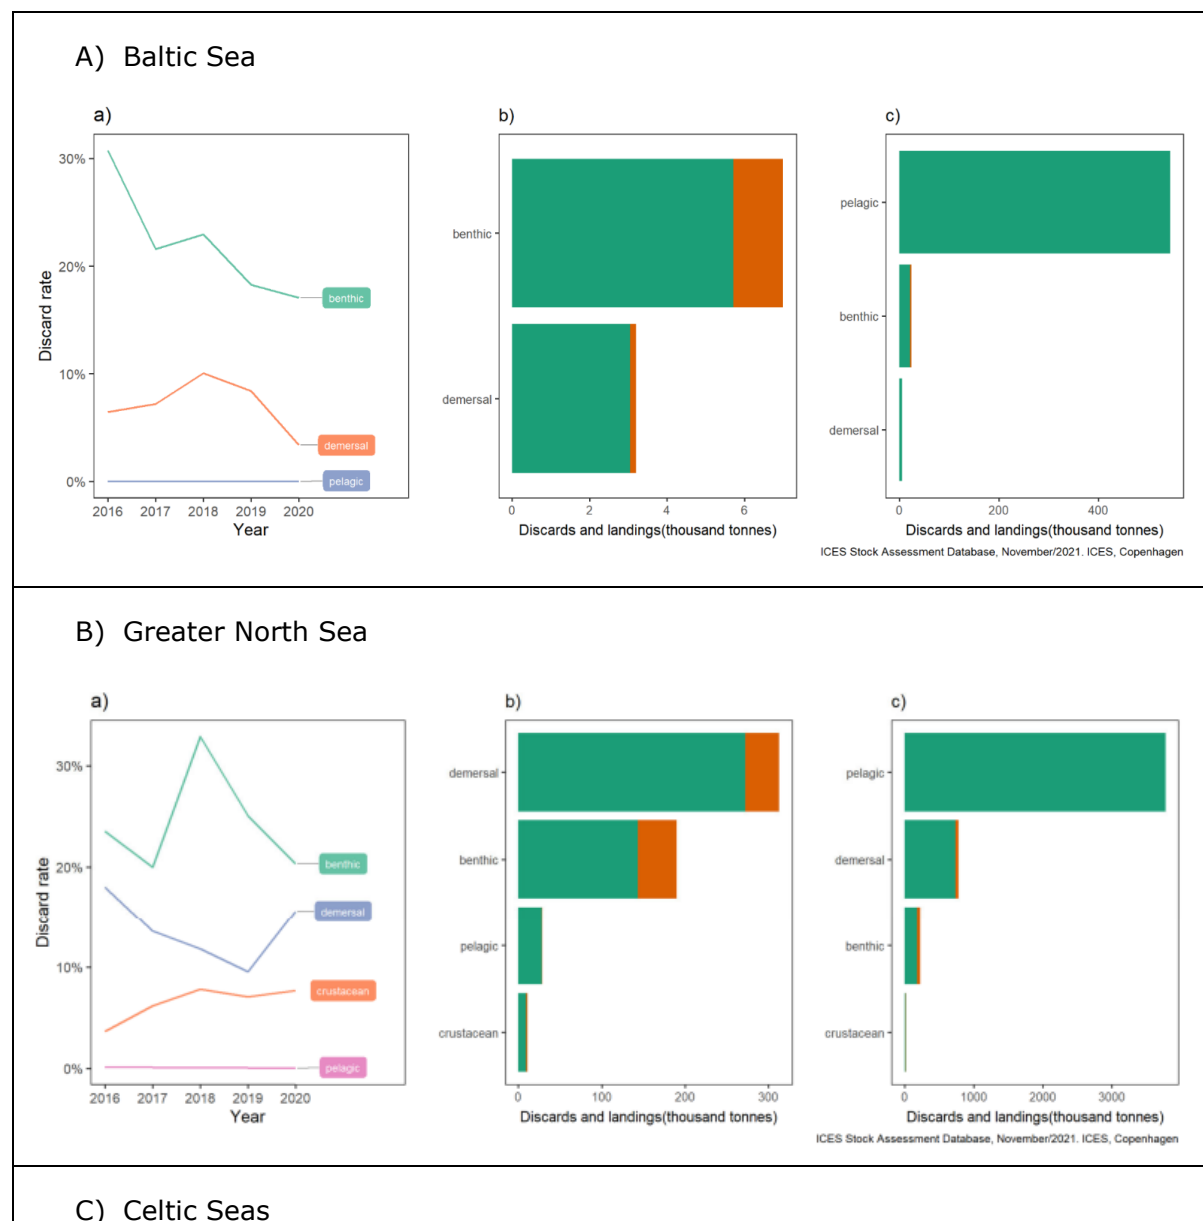 A) Baltic Sea
a)
Discard rate
30%
20%
10%
0%
benthic
demersal
pelagic
2016 2017 2018 2019 2020
Year
b)
benthic
demersal
0 2 4 6
Discards and landings(thousand tonnes)
c)
pelagic
benthic
demersal
0 200 400
Discards and landings(thousand tonnes)
ICES Stock Assessment Database, November/2021. ICES, Copenhagen
B) Greater North Sea
a)
Discard rate
30%
20%
10%
0%
benthic
demersal
crustacean
pelagic
2016 2017 2018 2019 2020
Year
b)
demersal
benthic
pelagic
crustacean
0 100 200 300
Discards and landings(thousand tonnes)
c)
pelagic
demersal
benthic
crustacean
0 1000 2000 3000
Discards and landings(thousand tonnes)
ICES Stock Assessment Database, November/2021. ICES, Copenhagen
C) Celtic Seas